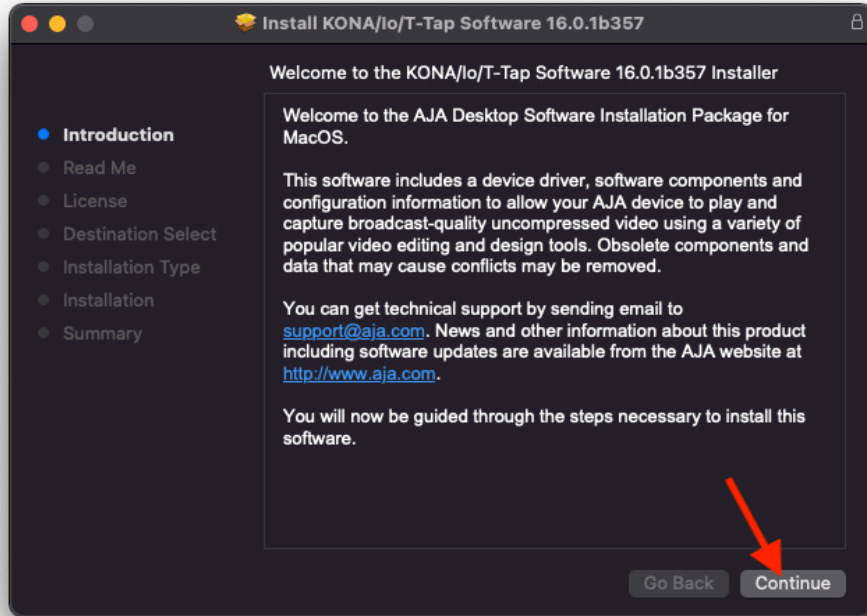 Install KONA/Io/T-Tap Software 16.0.1b357
Welcome to the KONA/Io/T-Tap Software 16.0.1b357 Installer
Introduction
Read Me
License
Destination Select
Installation Type
Installation
Summary
Welcome to the AJA Desktop Software Installation Package for
MacOS.
This software includes a device driver, software components and
configuration information to allow your AJA device to play and
capture broadcast-quality uncompressed video using a variety of
popular video editing and design tools. Obsolete components and
data that may cause conflicts may be removed.
You can get technical support by sending email to
support@aja.com. News and other information about this product
including software updates are available from the AJA website at
http://www.aja.com.
You will now be guided through the steps necessary to install this
software.
Go Back
Continue